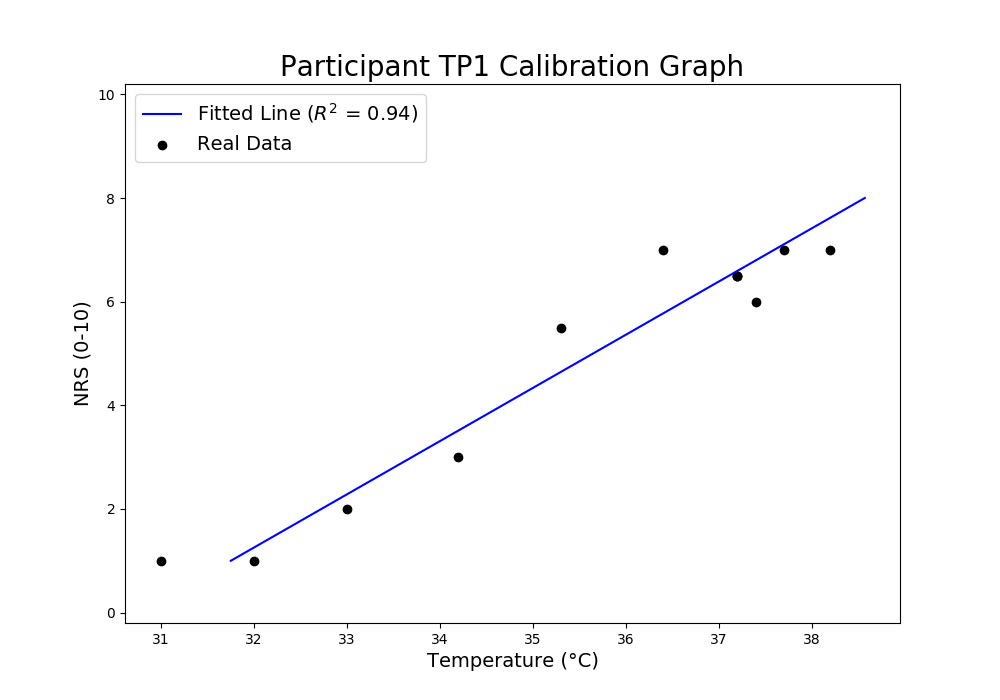 Participant TP1 Calibration Graph
Fitted Line (R² = 0.94)
Real Data
10
8
6
4
2
0
NRS (0-10)
31 32 33 34 35 36 37 38
Temperature (°C)